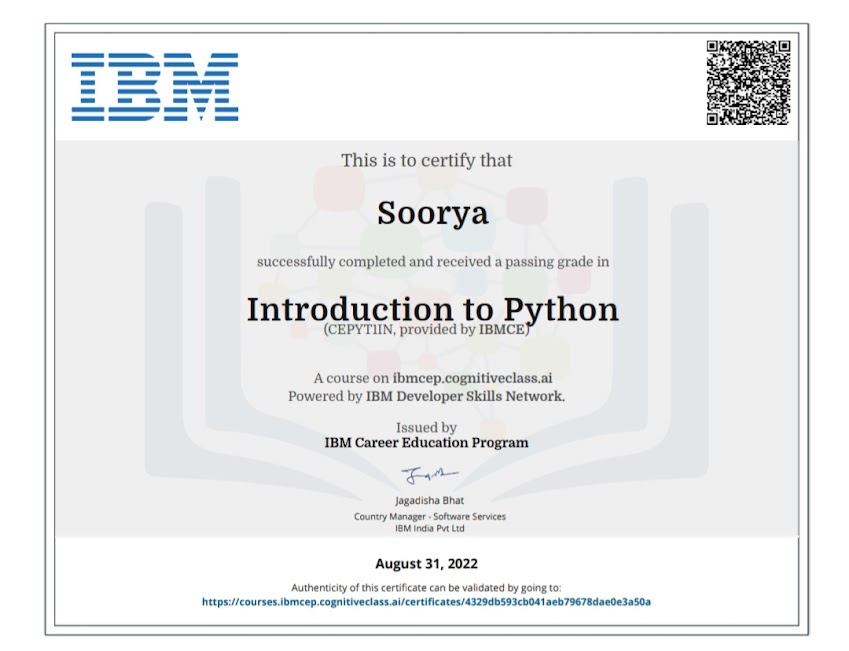 IBM
This is to certify that
Soorya
successfully completed and received a passing grade in
Introduction to Python
(CEPYT1IN, provided by IBMCE)
A course on ibmcep.cognitiveclass.ai
Powered by IBM Developer Skills Network.
Issued by
IBM Career Education Program
Jagadisha Bhat
Country Manager - Software Services
IBM India Pvt Ltd
August 31, 2022
Authenticity of this certificate can be validated by going to:
https://courses.ibmcep.cognitiveclass.ai/certificates/4329db593cb041aeb79678dae0e3a50a